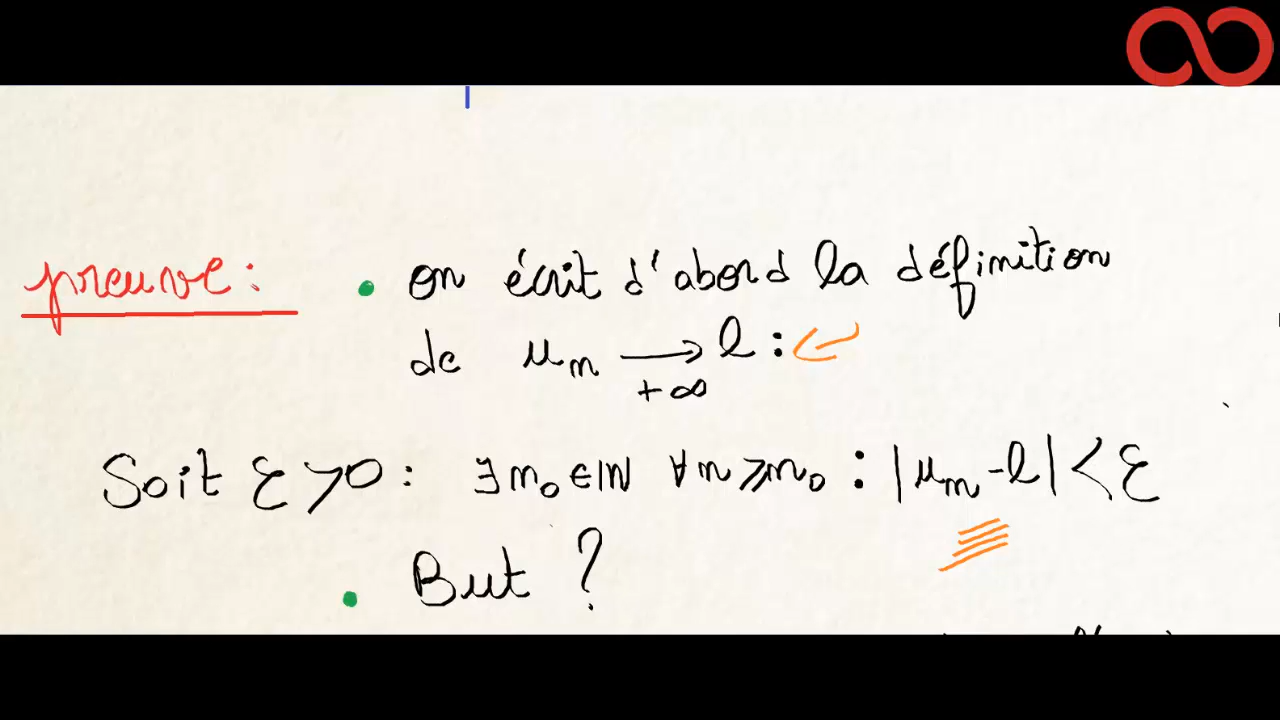 preuve : • on écrit d'abord la définition
de uₙ ⟶ l :
+∞
Soit ε > 0 : ∃ n₀ ∈ ℕ ∀ n ⩾ n₀ : |uₙ - l| < ε
• But ?